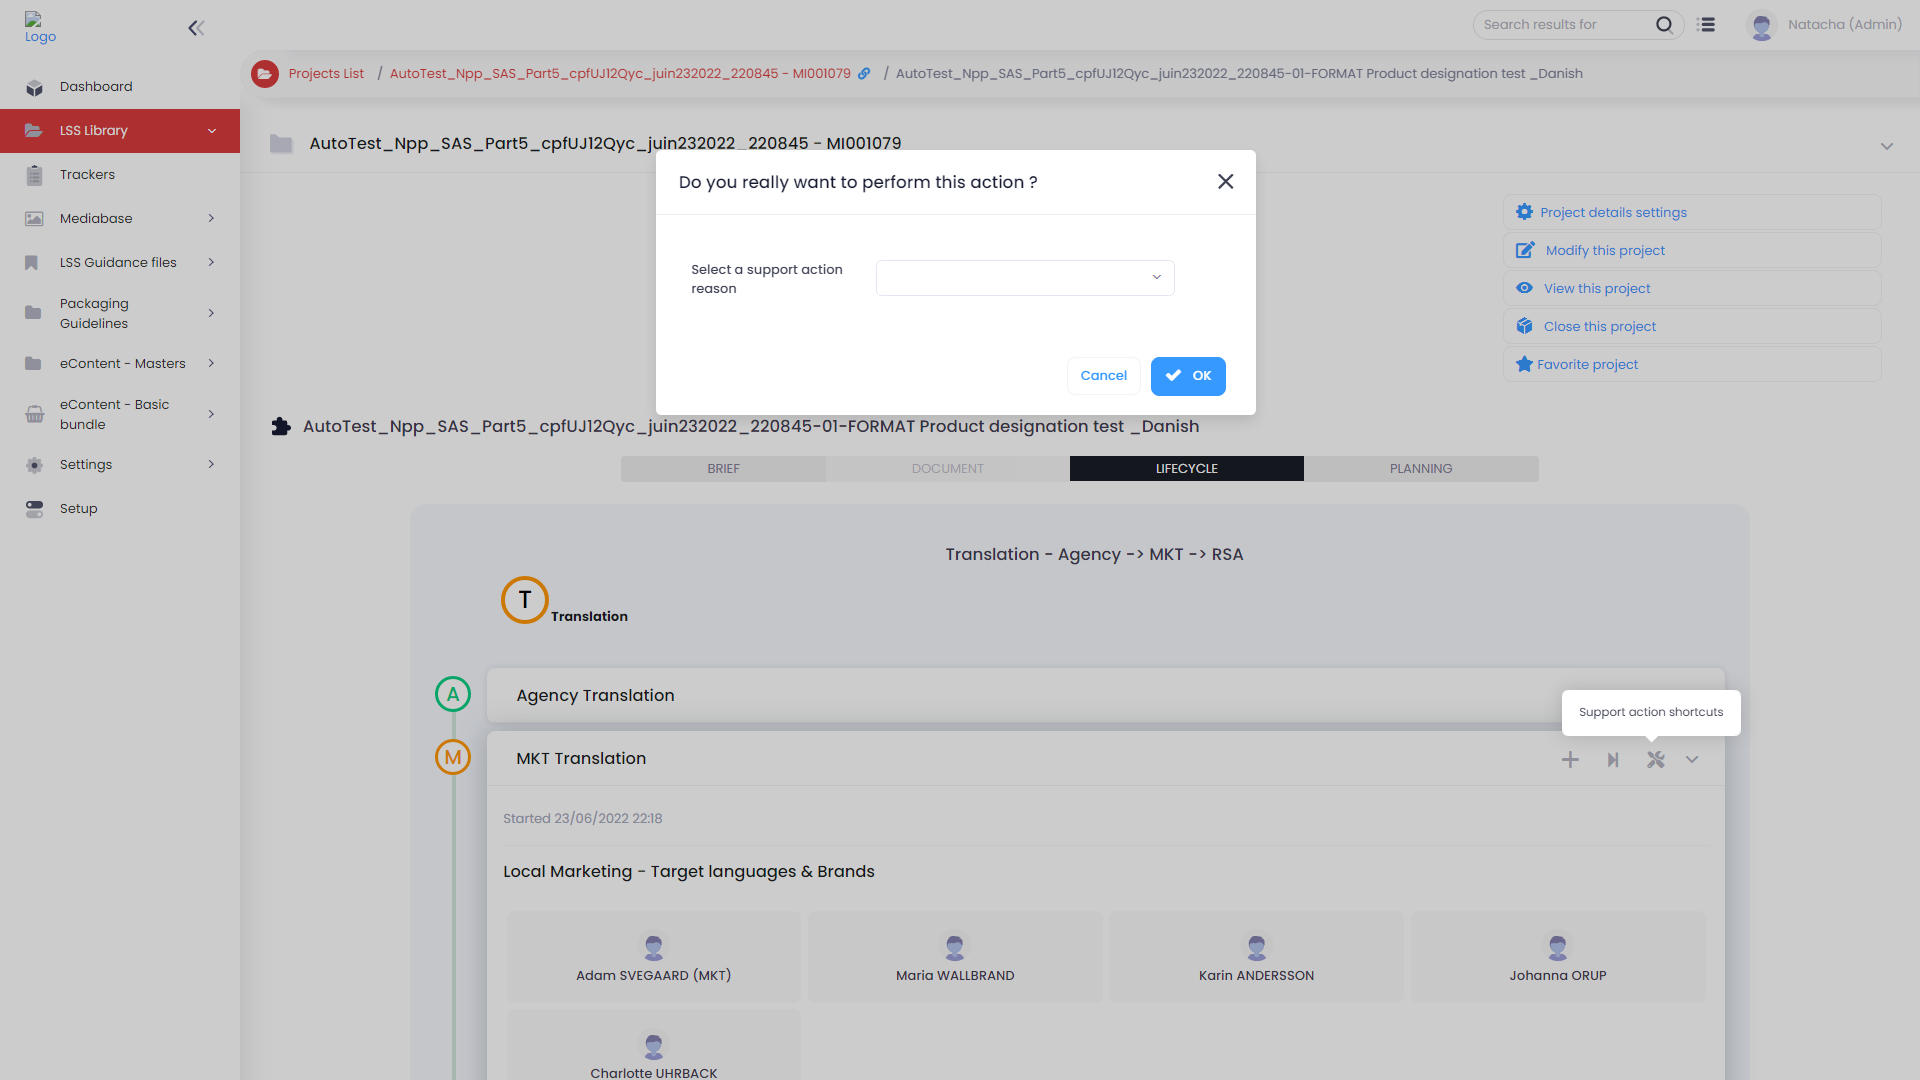 Logo
Search results for
Natacha (Admin)
Projects List / AutoTest_Npp_SAS_Part5_cpfUJ12Qyc_juin232022_220845 - MI001079 / AutoTest_Npp_SAS_Part5_cpfUJ12Qyc_juin232022_220845-01-FORMAT Product designation test _Danish
Dashboard
LSS Library
Trackers
Mediabase
LSS Guidance files
Packaging
Guidelines
eContent - Masters
eContent - Basic
bundle
Settings
Setup
AutoTest_Npp_SAS_Part5_cpfUJ12Qyc_juin232022_220845 - MI001079
Do you really want to perform this action ?
Select a support action
reason
Cancel
OK
Project details settings
Modify this project
View this project
Close this project
Favorite project
AutoTest_Npp_SAS_Part5_cpfUJ12Qyc_juin232022_220845-01-FORMAT Product designation test _Danish
BRIEF
DOCUMENT
LIFECYCLE
PLANNING
Translation - Agency -> MKT -> RSA
T
Translation
A
Agency Translation
Support action shortcuts
M
MKT Translation
Started 23/06/2022 22:18
Local Marketing - Target languages & Brands
Adam SVEGAARD (MKT)
Maria WALLBRAND
Karin ANDERSSON
Johanna ORUP
Charlotte UHRBACK